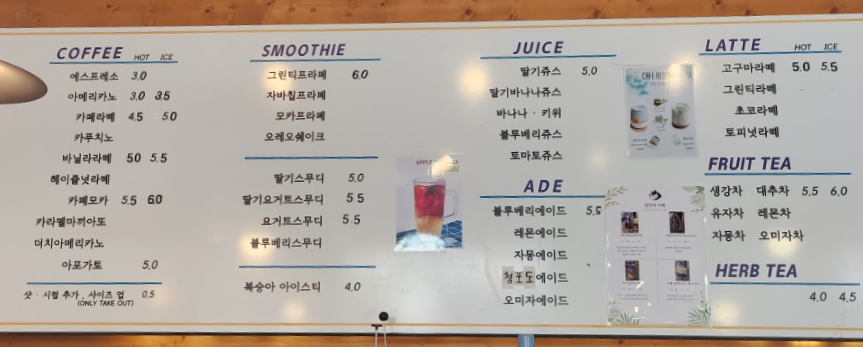 COFFEE HOT ICE
에스프레소 3.0
아메리카노 3.0 3.5
카페라떼 4.5 5.0
카푸치노
바닐라라떼 5.0 5.5
헤이즐넛라떼
카페모카 5.5 6.0
카라멜마끼아또
더치아메리카노
아포가토 5.0
샷 · 시럽 추가, 사이즈 업 0.5
(ONLY TAKE OUT)
SMOOTHIE
그린티프라페 6.0
자바칩프라페
모카프라페
오레오쉐이크
딸기스무디 5.0
딸기요거트스무디 5.5
요거트스무디 5.5
블루베리스무디
복숭아 아이스틱 4.0
JUICE
딸기쥬스 5.0
딸기바나나쥬스
바나나 · 키위
블루베리쥬스
토마토쥬스
ADE
블루베리에이드 5.5
레몬에이드
자몽에이드
청포도에이드
오미자에이드
LATTE HOT ICE
고구마라떼 5.0 5.5
그린티라떼
초코라떼
토피넛라떼
FRUIT TEA
생강차 대추차 5.5 6.0
유자차 레몬차
자몽차 오미자차
HERB TEA
4.0 4.5